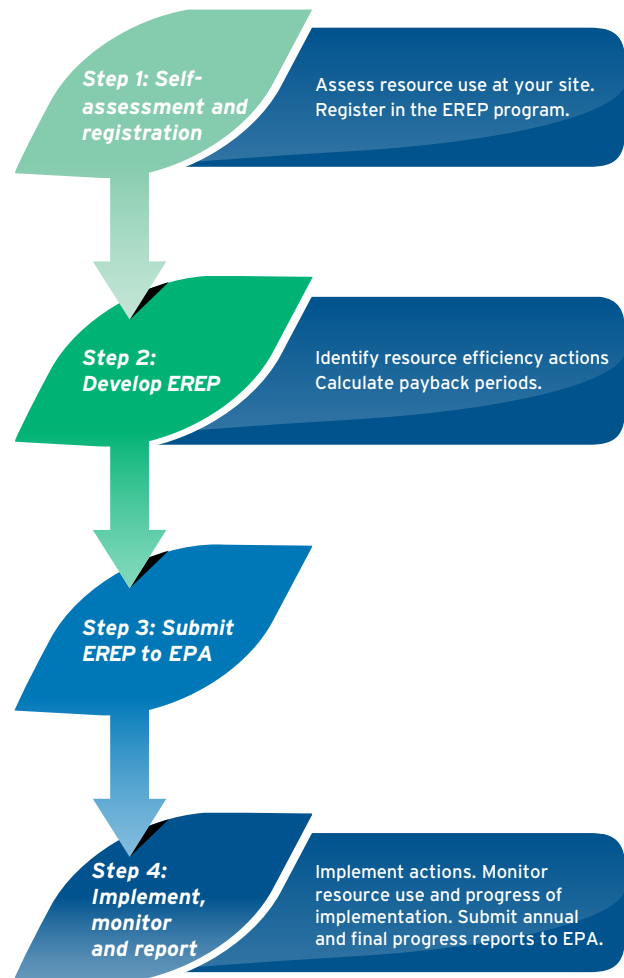 Step 1: Self-
assessment and
registration
Assess resource use at your site.
Register in the EREP program.
Step 2:
Develop EREP
Identify resource efficiency actions
Calculate payback periods.
Step 3: Submit
EREP to EPA
Step 4:
Implement,
monitor
and report
Implement actions. Monitor
resource use and progress of
implementation. Submit annual
and final progress reports to EPA.